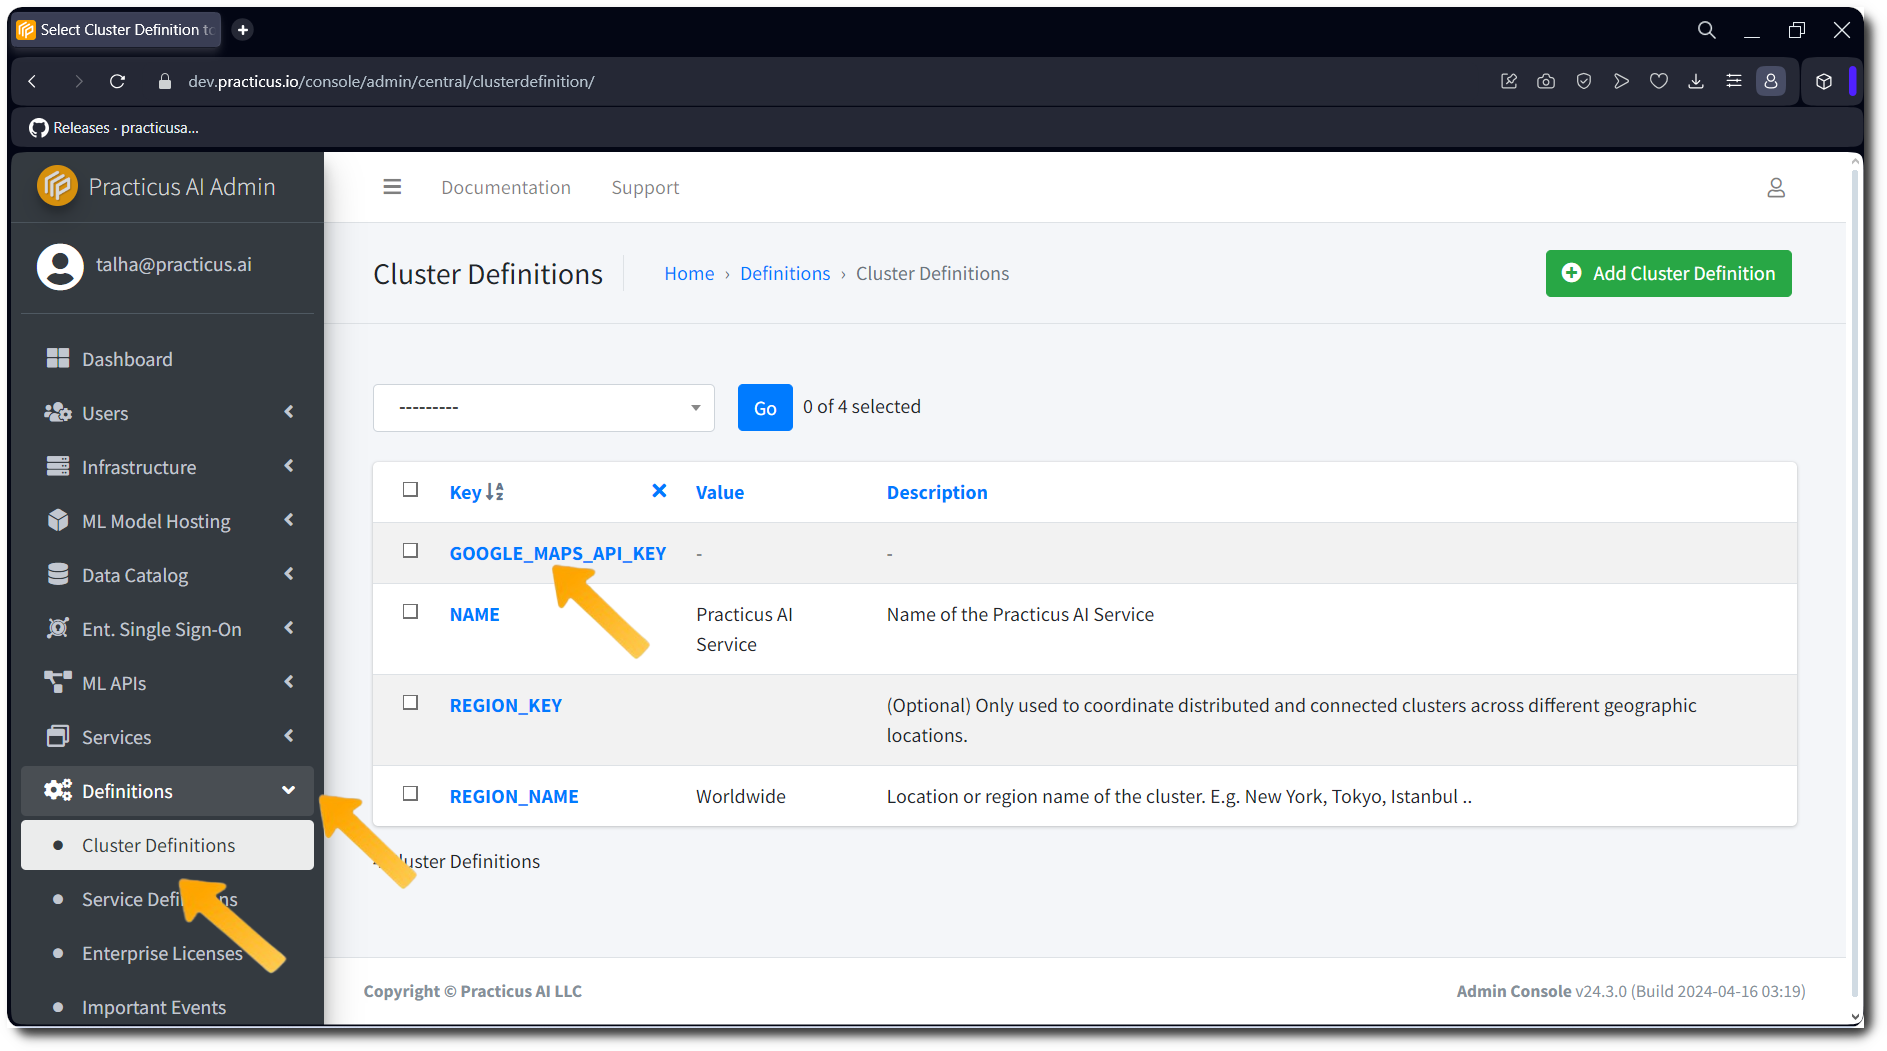 Select Cluster Definition to
dev.practicus.io/console/admin/central/clusterdefinition/
Releases · practicusa...
Practicus AI Admin
Documentation
Support
talha@practicus.ai
Cluster Definitions
Home › Definitions › Cluster Definitions
Add Cluster Definition
Dashboard
Users
Infrastructure
ML Model Hosting
Data Catalog
Ent. Single Sign-On
ML APIs
Services
Definitions
Cluster Definitions
Service Definitions
Enterprise Licenses
Important Events
---------
Go
0 of 4 selected
Key
Value
Description
GOOGLE_MAPS_API_KEY
-
-
NAME
Practicus AI
Service
Name of the Practicus AI Service
REGION_KEY
(Optional) Only used to coordinate distributed and connected clusters across different geographic
locations.
REGION_NAME
Worldwide
Location or region name of the cluster. E.g. New York, Tokyo, Istanbul ..
4 Cluster Definitions
Copyright © Practicus AI LLC
Admin Console v24.3.0 (Build 2024-04-16 03:19)